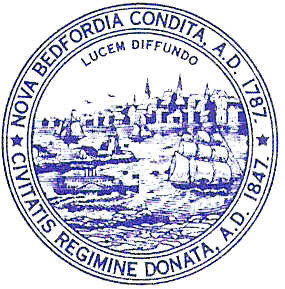 NOVA BEDFORDIA CONDITA, A.D. 1787.
LUCEM DIFFUNDO
CIVITATIS REGIMINE DONATA, A.D. 1847.